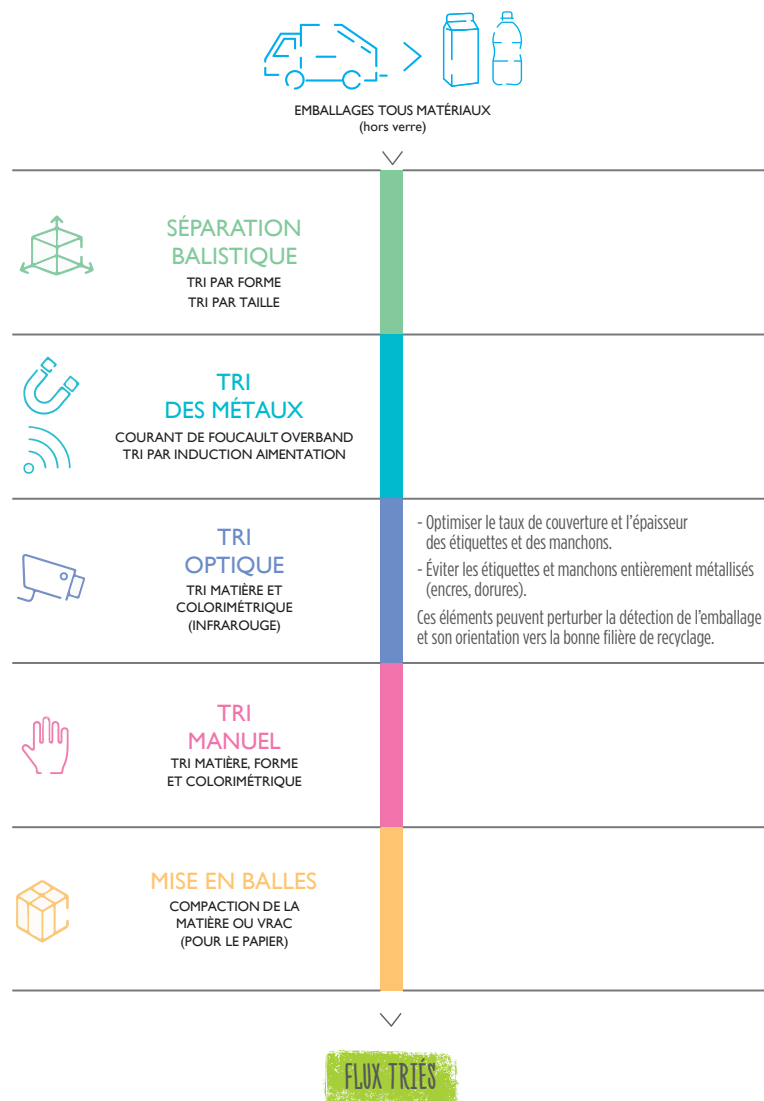 EMBALLAGES TOUS MATÉRIAUX
(hors verre)
SÉPARATION
BALISTIQUE
TRI PAR FORME
TRI PAR TAILLE
TRI
DES MÉTAUX
COURANT DE FOUCAULT OVERBAND
TRI PAR INDUCTION AIMENTATION
TRI
OPTIQUE
TRI MATIÈRE ET
COLORIMÉTRIQUE
(INFRAROUGE)
- Optimiser le taux de couverture et l'épaisseur
des étiquettes et des manchons.
- Éviter les étiquettes et manchons entièrement métallisés
(encres, dorures).
Ces éléments peuvent perturber la détection de l'emballage
et son orientation vers la bonne filière de recyclage.
TRI
MANUEL
TRI MATIÈRE, FORME
ET COLORIMÉTRIQUE
MISE EN BALLES
COMPACTION DE LA
MATIÈRE OU VRAC
(POUR LE PAPIER)
FLUX TRIÉS